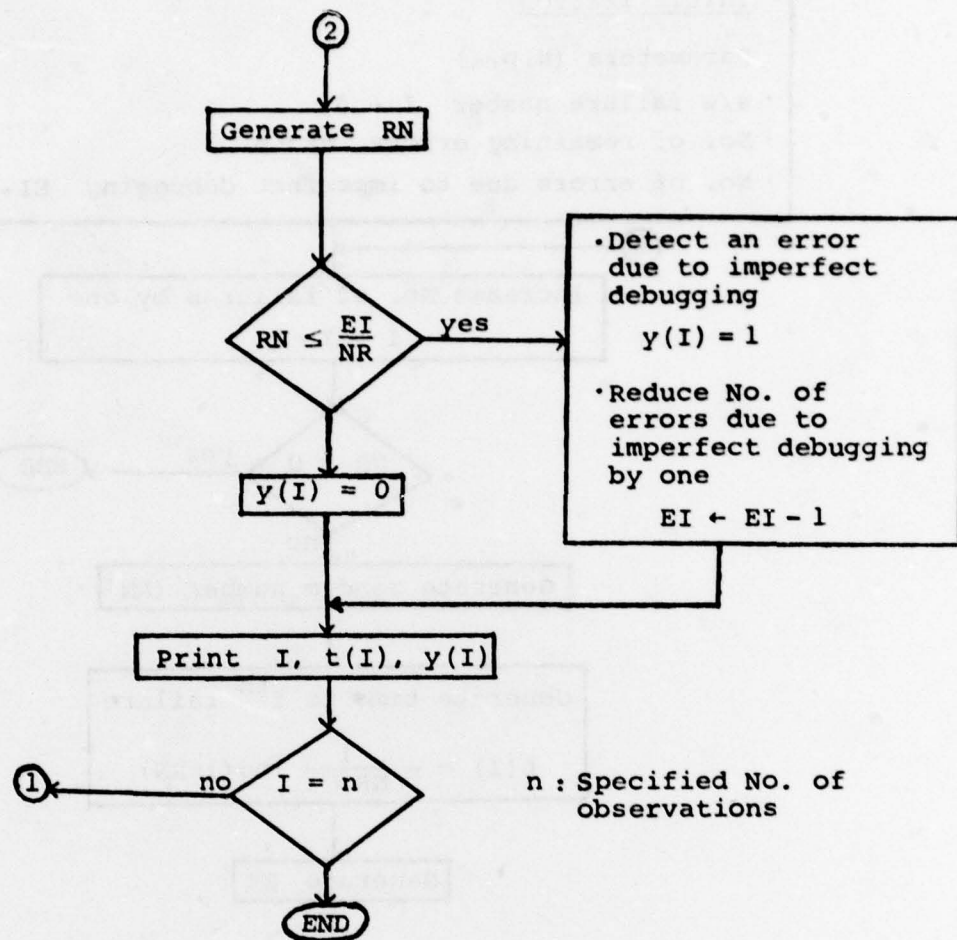 2
Generate RN
RN ≤ EI/NR
yes
·Detect an error
due to imperfect
debugging
y(I) = 1
·Reduce No. of
errors due to
imperfect debugging
by one
EI ← EI - 1
y(I) = 0
Print I, t(I), y(I)
1
no
I = n
n : Specified No. of
observations
END